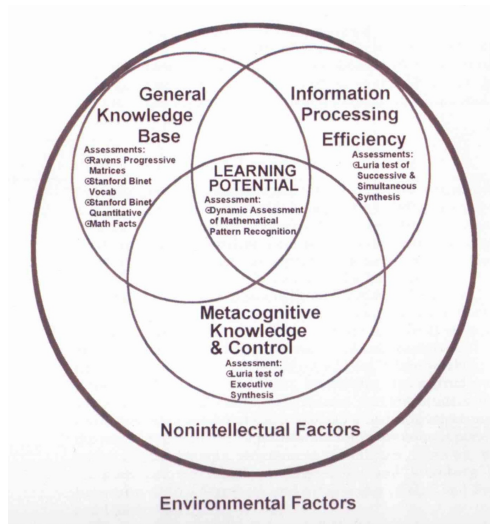 General
Knowledge
Base
Assessments:
Ravens Progressive
Matrices
Stanford Binet
Vocab
Stanford Binet
Quantitative
Math Facts
Information
Processing
Efficiency
Assessments:
Luria test of
Successive &
Simultaneous
Synthesis
LEARNING
POTENTIAL
Assessment:
Dynamic Assessment
of Mathematical
Pattern Recognition
Metacognitive
Knowledge
& Control
Assessment:
Luria test of
Executive
Synthesis
Nonintellectual Factors
Environmental Factors